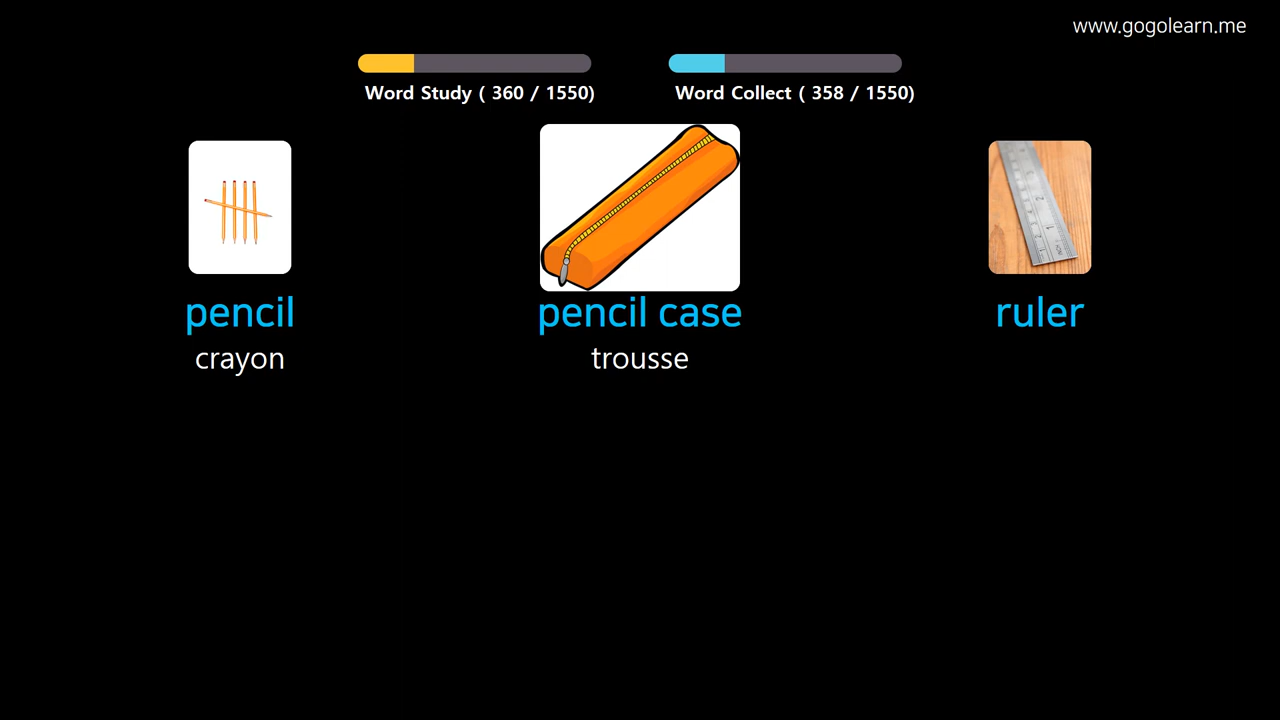 www.gogolearn.me
Word Study ( 360 / 1550)
Word Collect ( 358 / 1550)
pencil
pencil case
ruler
crayon
trousse